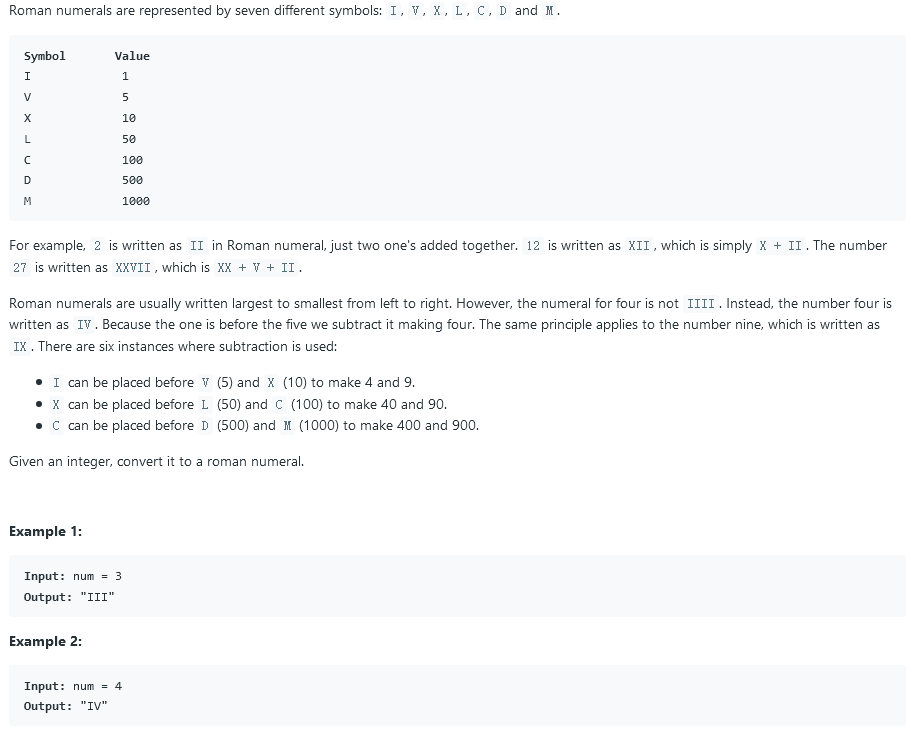 Roman numerals are represented by seven different symbols: I, V, X, L, C, D and M.
Symbol Value
I 1
V 5
X 10
L 50
C 100
D 500
M 1000
For example, 2 is written as II in Roman numeral, just two one's added together. 12 is written as XII, which is simply X + II. The number
27 is written as XXVII, which is XX + V + II.
Roman numerals are usually written largest to smallest from left to right. However, the numeral for four is not IIII. Instead, the number four is
written as IV. Because the one is before the five we subtract it making four. The same principle applies to the number nine, which is written as
IX. There are six instances where subtraction is used:
• I can be placed before V (5) and X (10) to make 4 and 9.
• X can be placed before L (50) and C (100) to make 40 and 90.
• C can be placed before D (500) and M (1000) to make 400 and 900.
Given an integer, convert it to a roman numeral.
Example 1:
Input: num = 3
Output: "III"
Example 2:
Input: num = 4
Output: "IV"